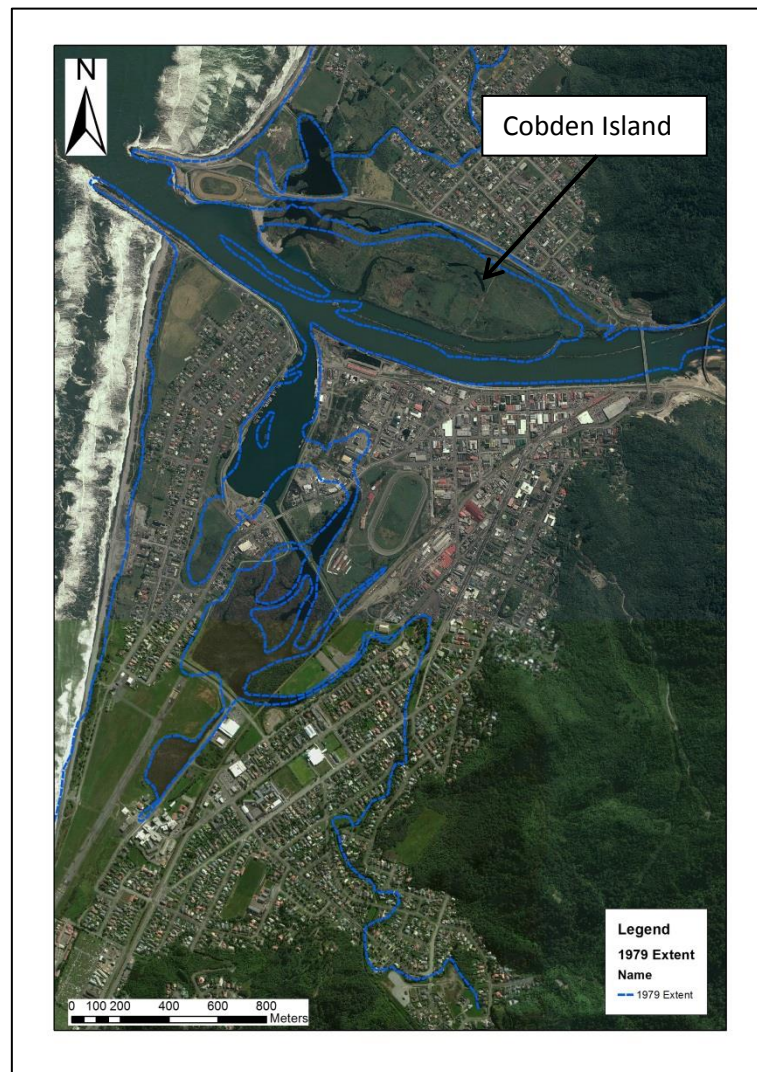 N
Cobden Island
Legend
1979 Extent
Name
1979 Extent
0 100 200 400 600 800
Meters